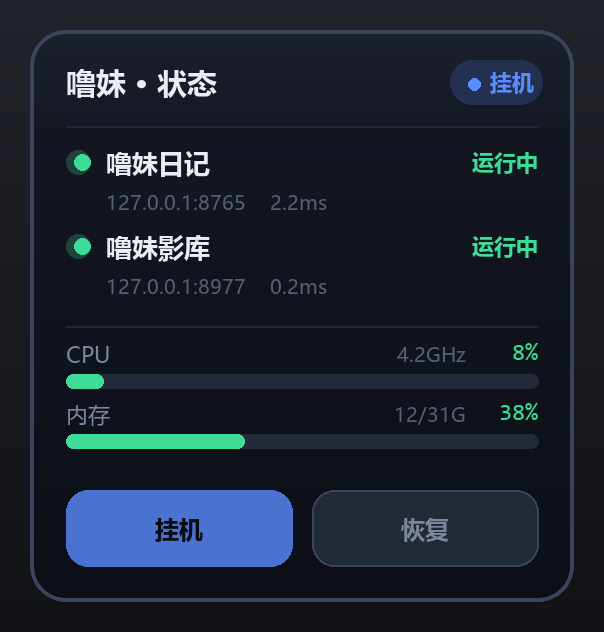 噜妹 • 状态
挂机
噜妹日记
运行中
127.0.0.1:8765 2.2ms
噜妹影库
运行中
127.0.0.1:8977 0.2ms
CPU 4.2GHz 8%
内存 12/31G 38%
挂机
恢复